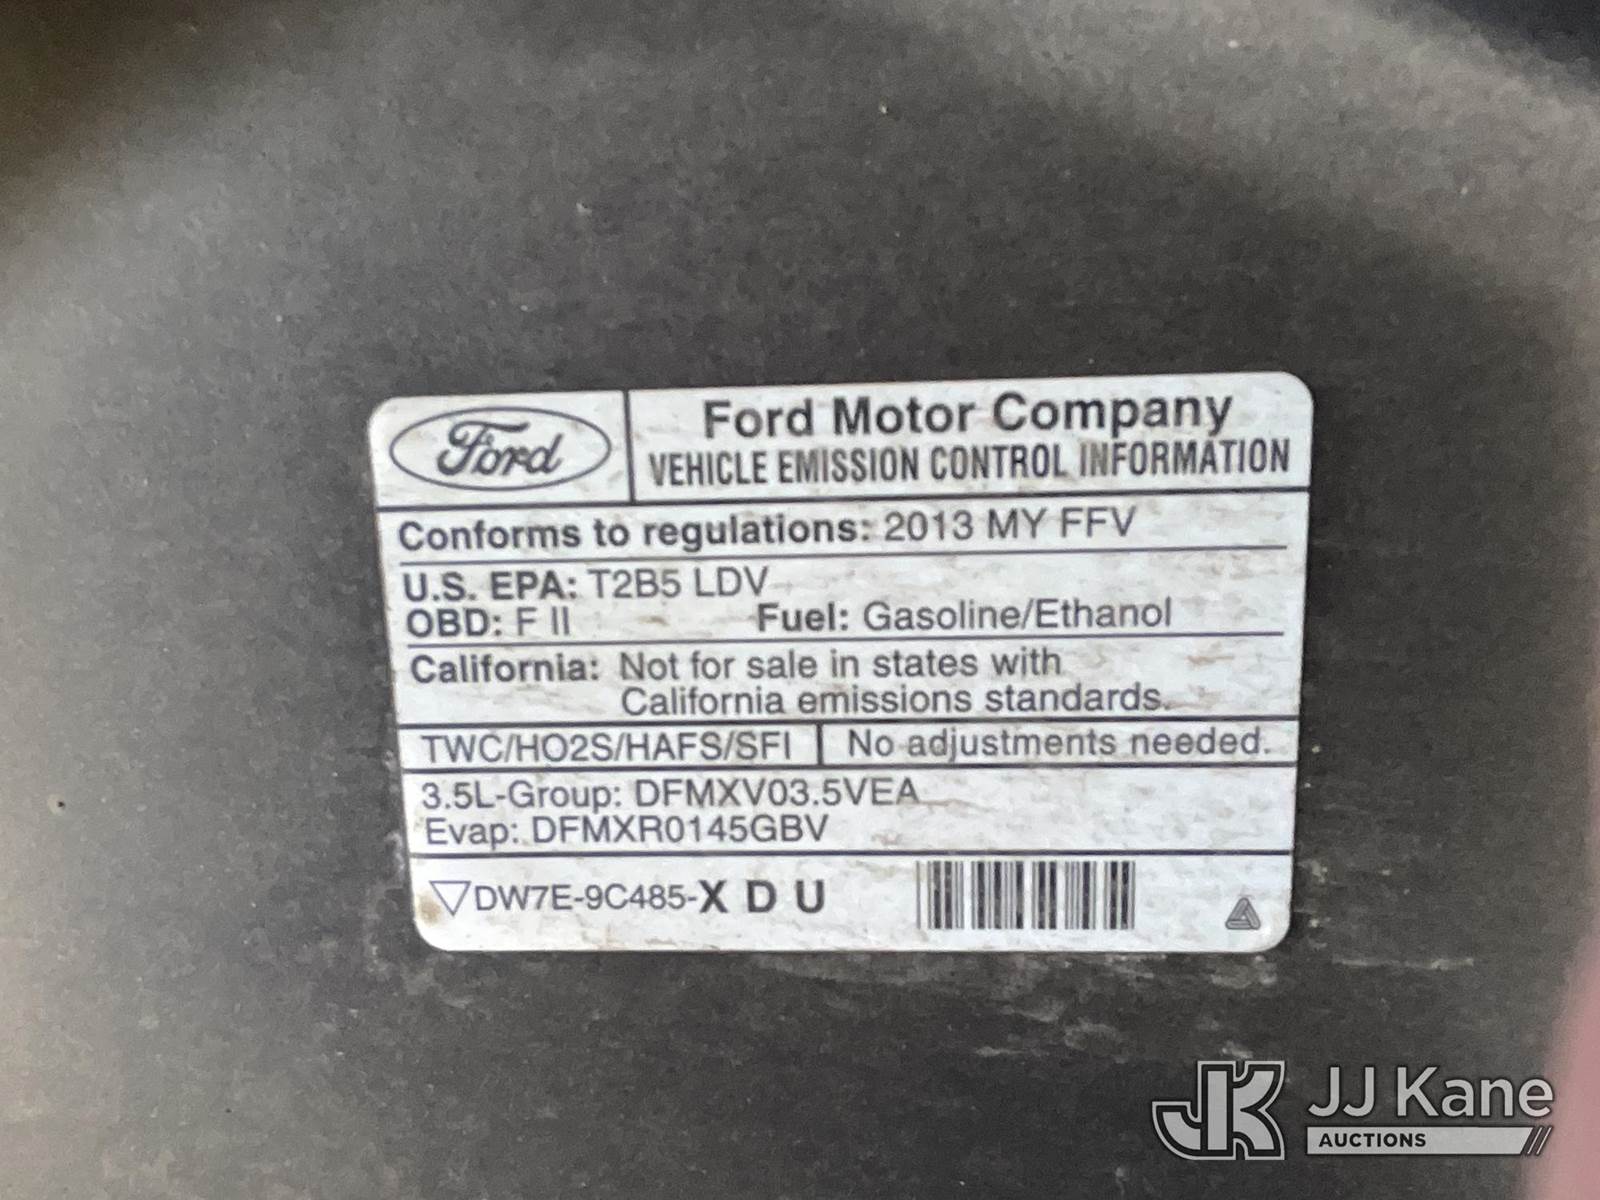 Ford
Ford Motor Company
VEHICLE EMISSION CONTROL INFORMATION
Conforms to regulations: 2013 MY FFV
U.S. EPA: T2B5 LDV
OBD: F II Fuel: Gasoline/Ethanol
California: Not for sale in states with
California emissions standards.
TWC/HO2S/HAFS/SFI No adjustments needed.
3.5L-Group: DFMXV03.5VEA
Evap: DFMXR0145GBV
DW7E-9C485-X D U
JK JJ Kane
AUCTIONS